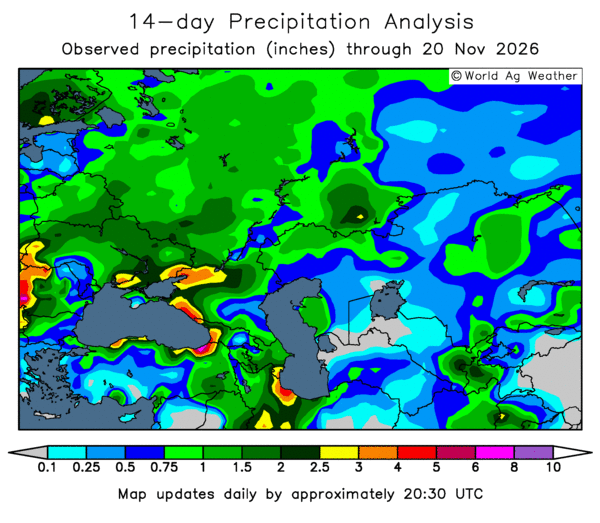 14-day Precipitation Analysis
Observed precipitation (inches) through 20 Nov 2026
© World Ag Weather
0.1 0.25 0.5 0.75 1 1.5 2 2.5 3 4 5 6 8 10
Map updates daily by approximately 20:30 UTC